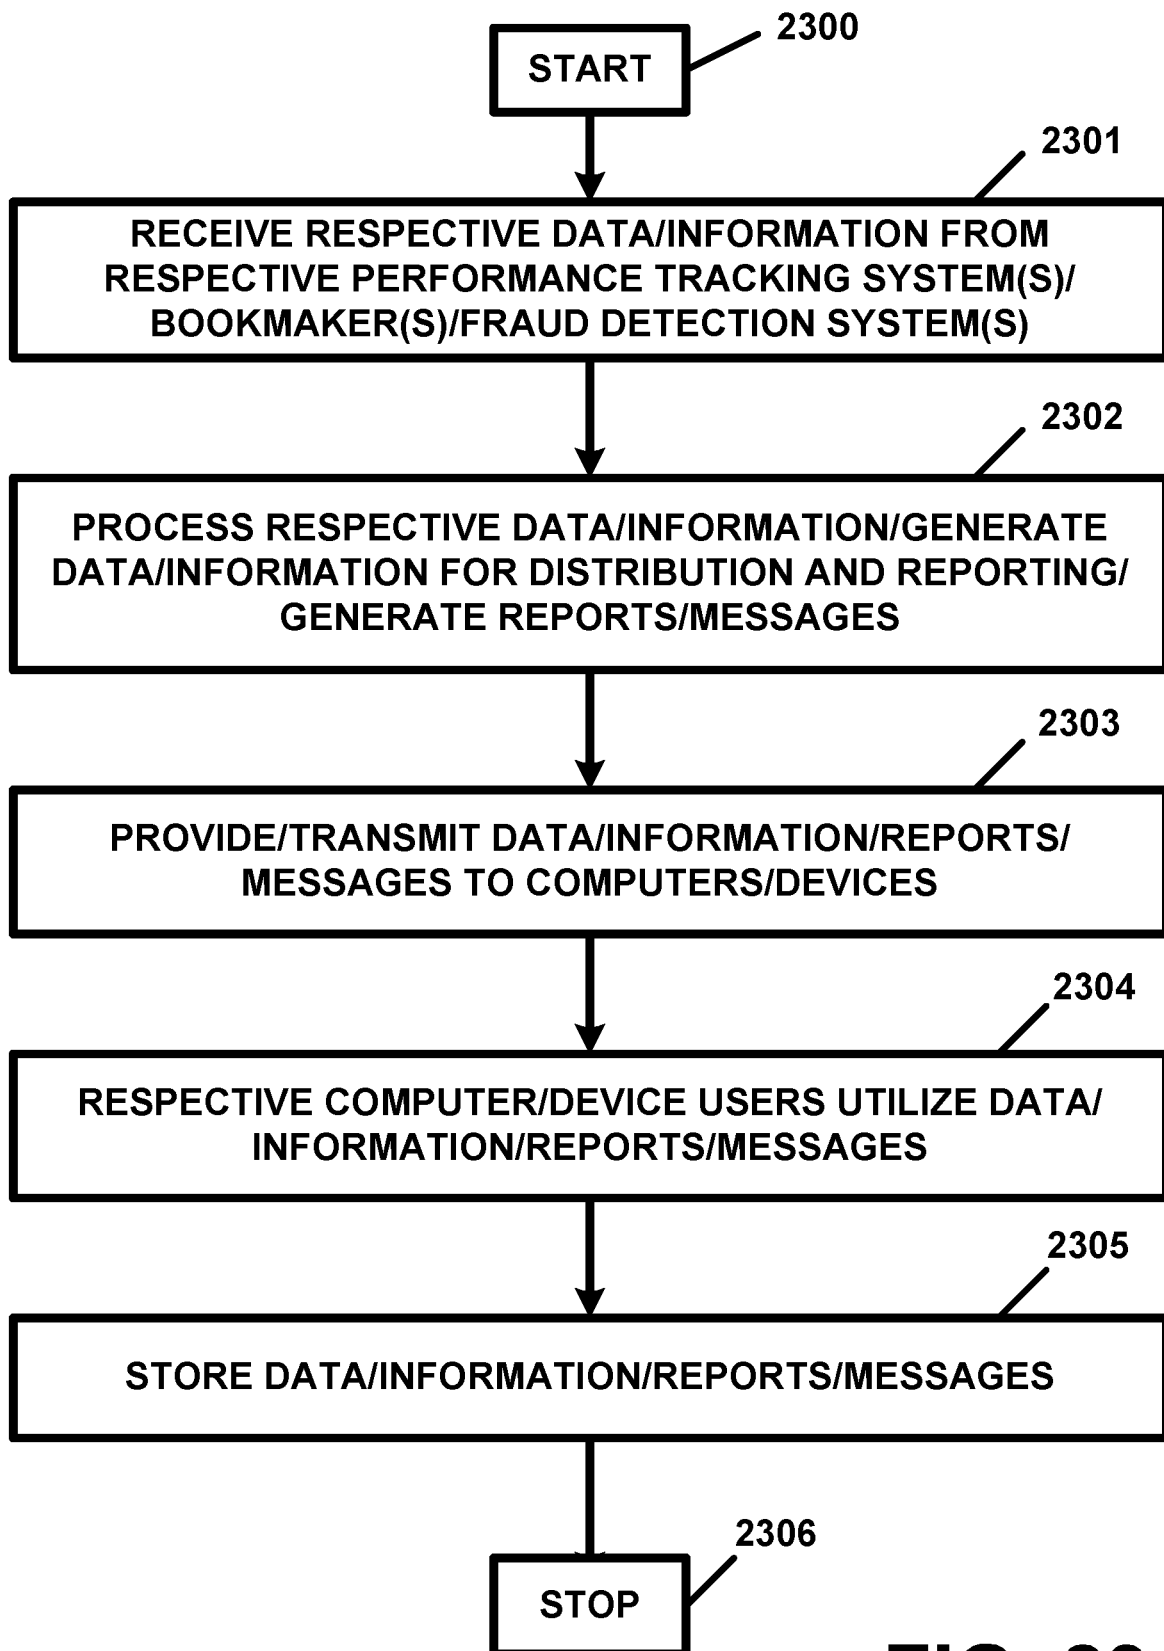 2300
START
2301
RECEIVE RESPECTIVE DATA/INFORMATION FROM
RESPECTIVE PERFORMANCE TRACKING SYSTEM(S)/
BOOKMAKER(S)/FRAUD DETECTION SYSTEM(S)
2302
PROCESS RESPECTIVE DATA/INFORMATION/GENERATE
DATA/INFORMATION FOR DISTRIBUTION AND REPORTING/
GENERATE REPORTS/MESSAGES
2303
PROVIDE/TRANSMIT DATA/INFORMATION/REPORTS/
MESSAGES TO COMPUTERS/DEVICES
2304
RESPECTIVE COMPUTER/DEVICE USERS UTILIZE DATA/
INFORMATION/REPORTS/MESSAGES
2305
STORE DATA/INFORMATION/REPORTS/MESSAGES
2306
STOP